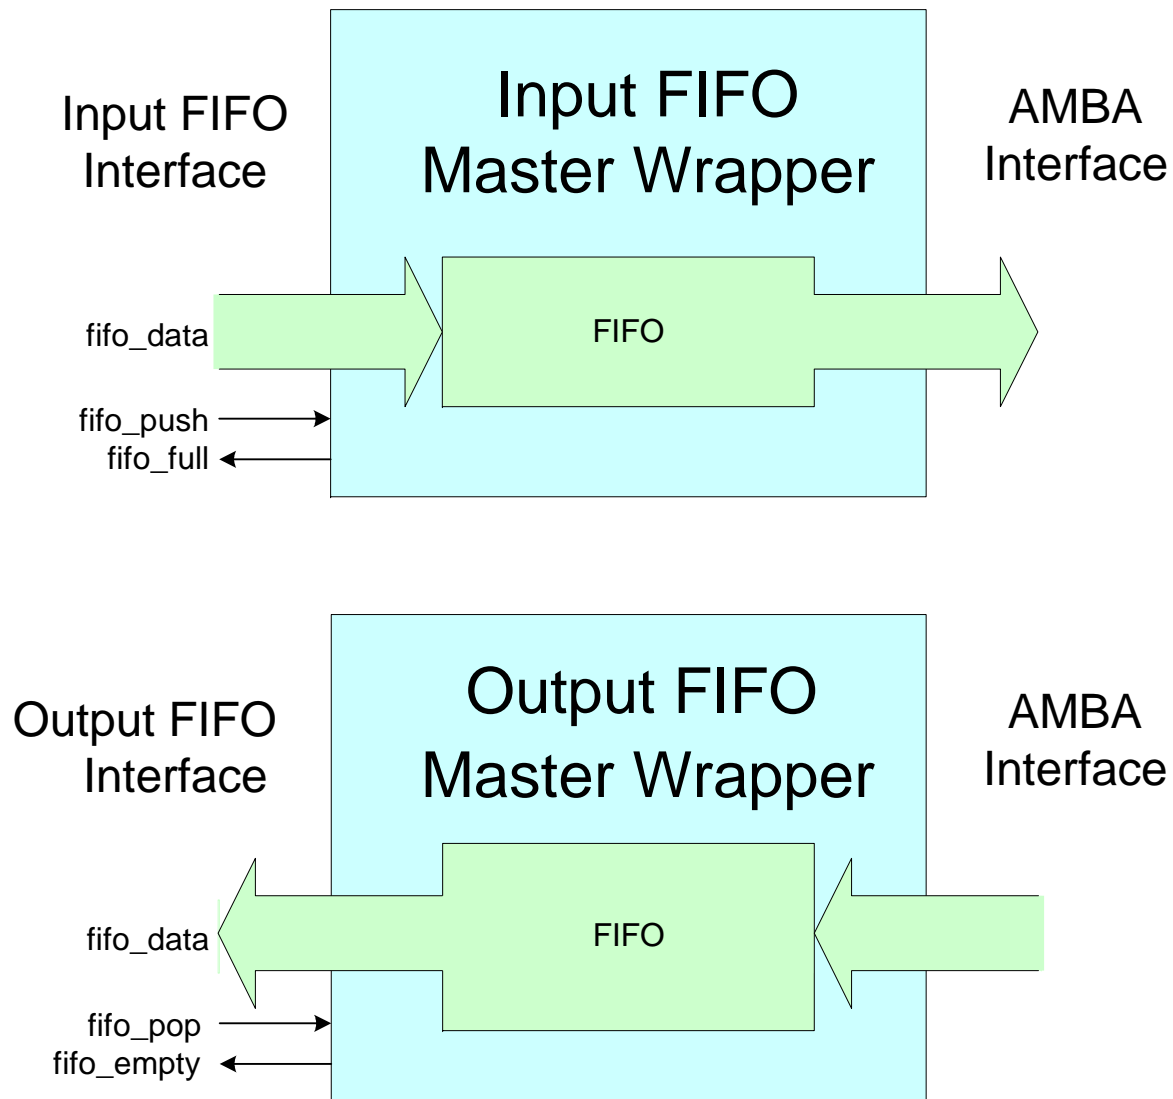 Input FIFO
Interface
Input FIFO
Master Wrapper
AMBA
Interface
fifo_data
FIFO
fifo_push
fifo_full
Output FIFO
Interface
Output FIFO
Master Wrapper
AMBA
Interface
fifo_data
FIFO
fifo_pop
fifo_empty